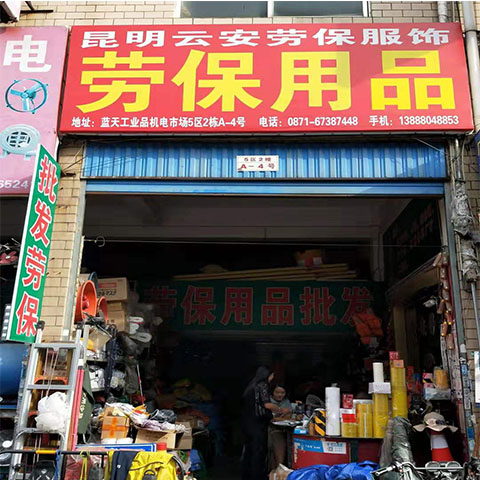 昆明云安劳保服饰
劳保用品
地址：蓝天工业品机电市场5区2栋A-4号 电话：0871-67387448 手机：13888048853
电
6524
5区2幢
A-4号
批发劳保
劳保用品批发